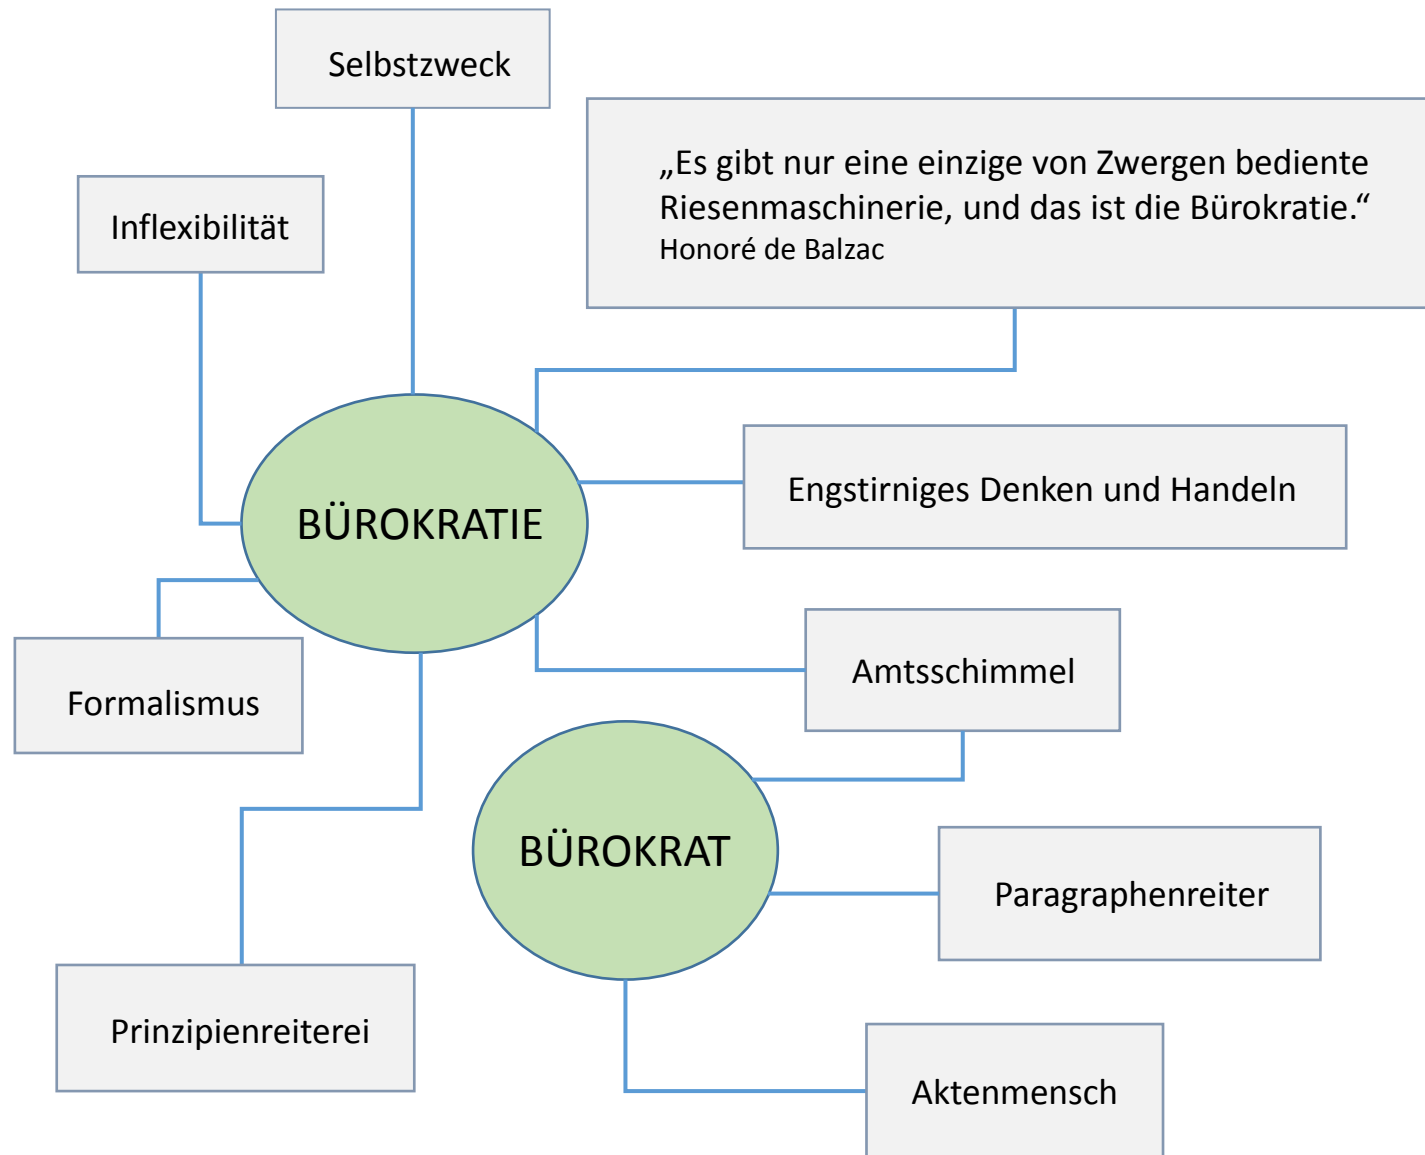 Selbstzweck
„Es gibt nur eine einzige von Zwergen bediente
Riesenmaschinerie, und das ist die Bürokratie.“
Honoré de Balzac
Inflexibilität
Engstirniges Denken und Handeln
BÜROKRATIE
Amtsschimmel
Formalismus
BÜROKRAT
Paragraphenreiter
Prinzipienreiterei
Aktenmensch